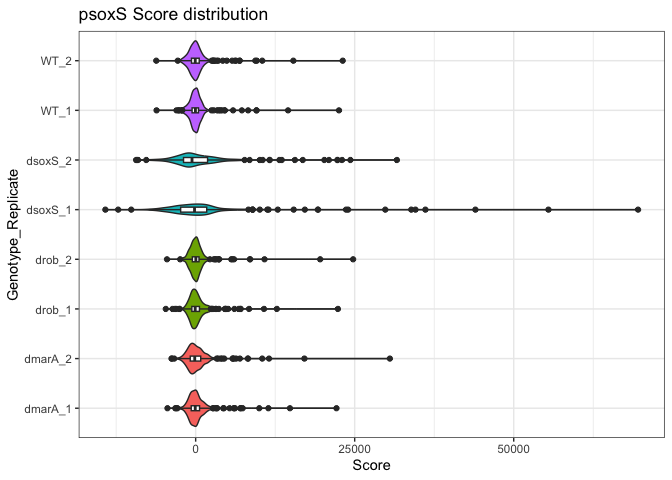 psoxS Score distribution
Genotype_Replicate
WT_2
WT_1
dsoxS_2
dsoxS_1
drob_2
drob_1
dmarA_2
dmarA_1
0
25000
50000
Score